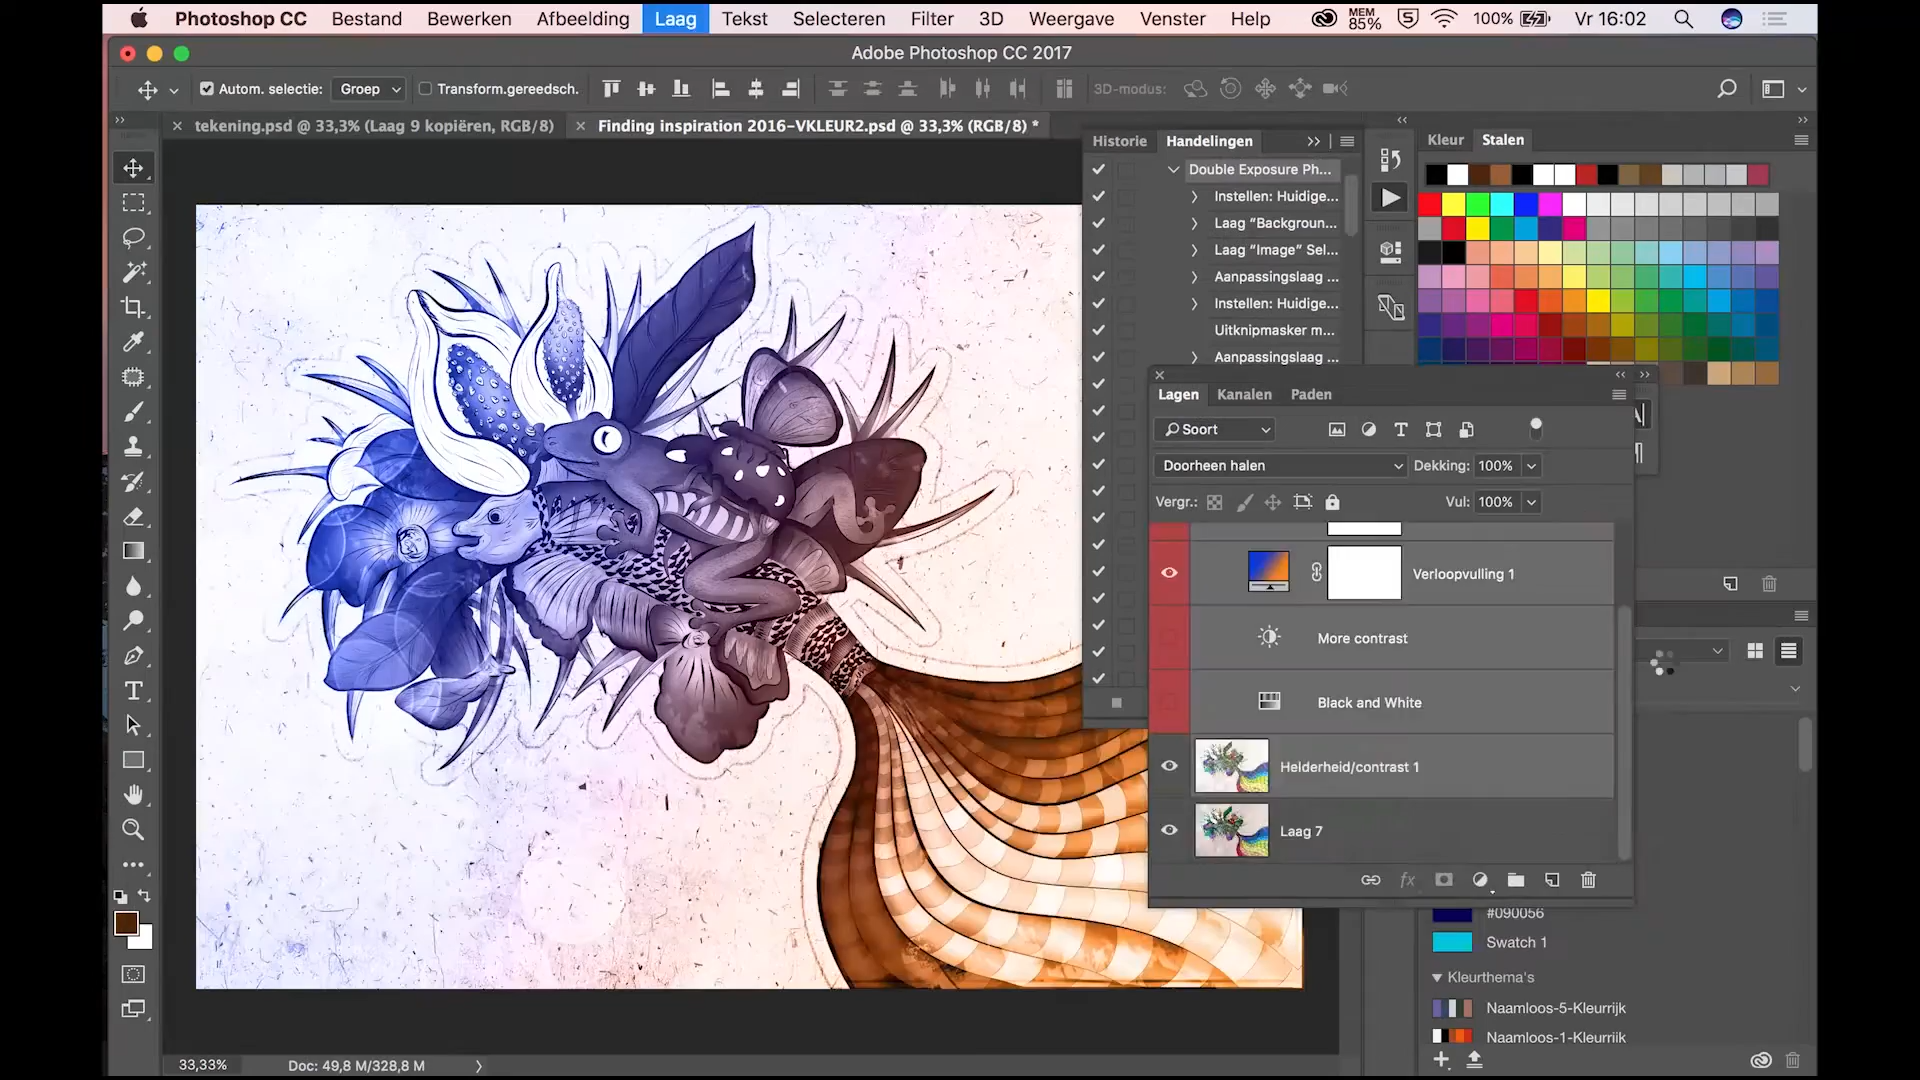 Photoshop CC Bestand Bewerken Afbeelding Laag Tekst Selecteren Filter 3D Weergave Venster Help MEM 85% 100% Vr 16:02
Adobe Photoshop CC 2017
Autom. selectie: Groep Transform.gereedsch. 3D-modus:
tekening.psd @ 33,3% (Laag 9 kopiëren, RGB/8) Finding inspiration 2016-VKLEUR2.psd @ 33,3% (RGB/8) *
Historie Handelingen
Kleur Stalen
Double Exposure Ph...
Instellen: Huidige...
Laag “Backgroun...
Laag “Image” Sel...
Aanpassingslaag ...
Instellen: Huidige...
Uitknipmasker m...
Aanpassingslaag ...
Lagen Kanalen Paden
Soort
Doorheen halen Dekking: 100%
Vergr.: Vul: 100%
Verloopvulling 1
More contrast
Black and White
Helderheid/contrast 1
Laag 7
fx
#090056
Swatch 1
Kleurthema's
Naamloos-5-Kleurrijk
Naamloos-1-Kleurrijk
33,33% Doc: 49,8 M/328,8 M